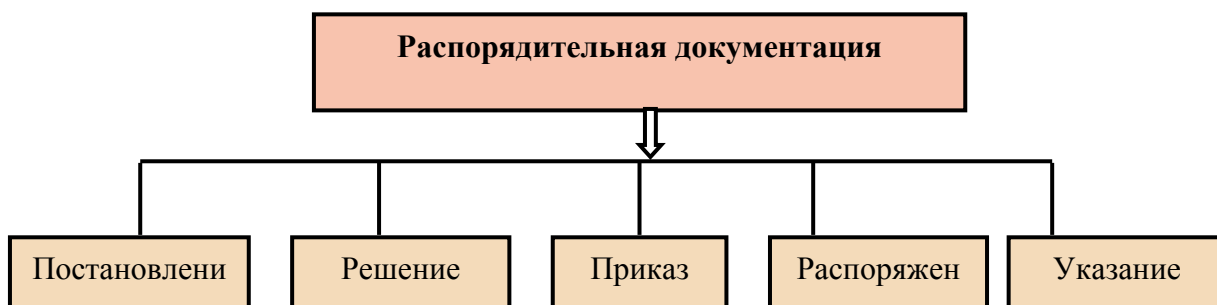 Распорядительная документация
Постановлени
Решение
Приказ
Распоряжен
Указание